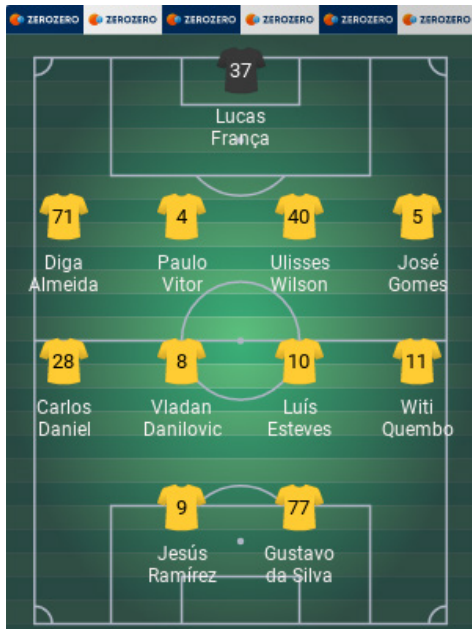 ZEROZERO ZEROZERO ZEROZERO ZEROZERO ZEROZERO ZEROZERO
37
Lucas
França
71 4 40 5
Diga Paulo Ulisses José
Almeida Vitor Wilson Gomes
28 8 10 11
Carlos Vladan Luís Witi
Daniel Danilovic Esteves Quembo
9 77
Jesús Gustavo
Ramírez da Silva